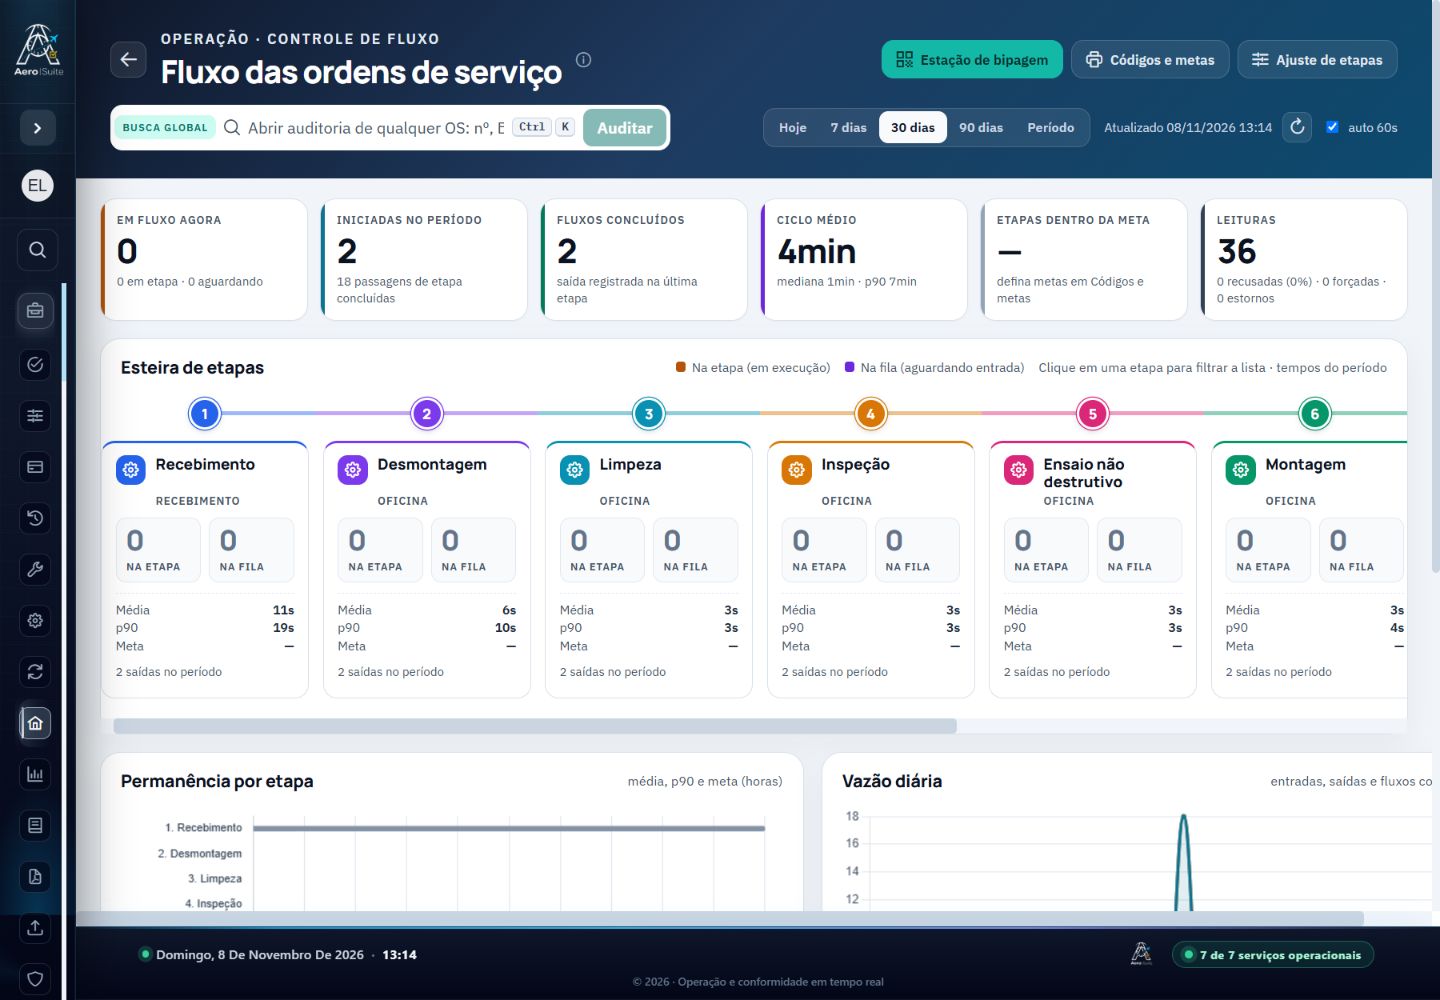 Aero|Suite
EL
OPERAÇÃO · CONTROLE DE FLUXO
Fluxo das ordens de serviço
Estação de bipagem
Códigos e metas
Ajuste de etapas
BUSCA GLOBAL
Abrir auditoria de qualquer OS: nº, E
Ctrl K
Auditar
Hoje
7 dias
30 dias
90 dias
Período
Atualizado 08/11/2026 13:14
auto 60s
EM FLUXO AGORA
0
0 em etapa · 0 aguardando
INICIADAS NO PERÍODO
2
18 passagens de etapa
concluídas
FLUXOS CONCLUÍDOS
2
saída registrada na última
etapa
CICLO MÉDIO
4min
mediana 1min · p90 7min
ETAPAS DENTRO DA META
—
defina metas em Códigos e
metas
LEITURAS
36
0 recusadas (0%) · 0 forçadas ·
0 estornos
Esteira de etapas
Na etapa (em execução)
Na fila (aguardando entrada)
Clique em uma etapa para filtrar a lista · tempos do período
1
2
3
4
5
6
Recebimento
RECEBIMENTO
0
NA ETAPA
0
NA FILA
Média 11s
p90 19s
Meta —
2 saídas no período
Desmontagem
OFICINA
0
NA ETAPA
0
NA FILA
Média 6s
p90 10s
Meta —
2 saídas no período
Limpeza
OFICINA
0
NA ETAPA
0
NA FILA
Média 3s
p90 3s
Meta —
2 saídas no período
Inspeção
OFICINA
0
NA ETAPA
0
NA FILA
Média 3s
p90 3s
Meta —
2 saídas no período
Ensaio não
destrutivo
OFICINA
0
NA ETAPA
0
NA FILA
Média 3s
p90 3s
Meta —
2 saídas no período
Montagem
OFICINA
0
NA ETAPA
0
NA FILA
Média 3s
p90 4s
Meta —
2 saídas no período
Permanência por etapa
média, p90 e meta (horas)
1. Recebimento
2. Desmontagem
3. Limpeza
4. Inspeção
Vazão diária
entradas, saídas e fluxos co
18
16
14
12
Domingo, 8 De Novembro De 2026 · 13:14
7 de 7 serviços operacionais
© 2026 · Operação e conformidade em tempo real